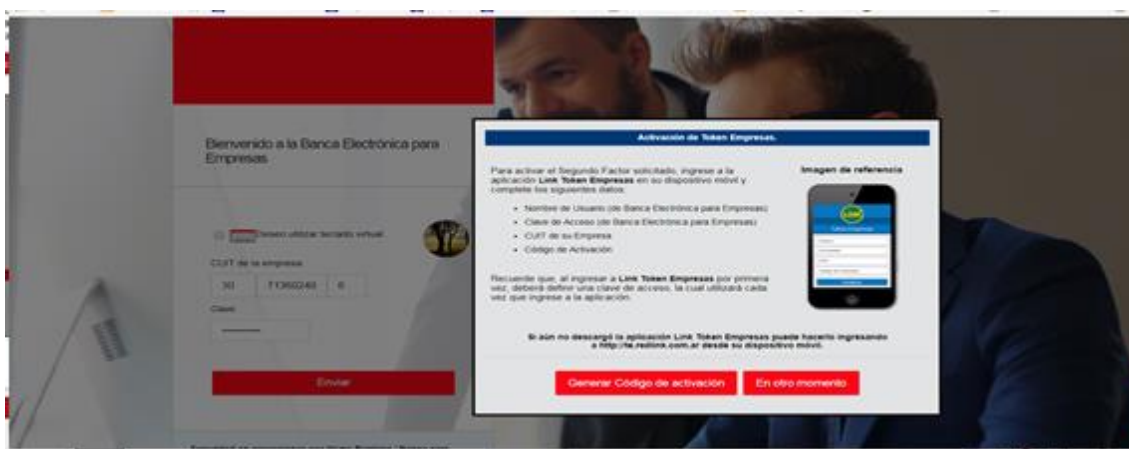 Bienvenido a la Banca Electrónica para
Empresas
Deseo utilizar teclado virtual
CUIT de la empresa
30 71360240 6
Clave
Enviar
Activación de Token Empresas.
Para activar el Segundo Factor solicitado, ingrese a la
aplicación Link Token Empresas en su dispositivo móvil y
complete los siguientes datos:
• Nombre de Usuario (de Banca Electrónica para Empresas)
• Clave de Acceso (de Banca Electrónica para Empresas)
• CUIT de su Empresa
• Código de Activación
Recuerde que, al ingresar a Link Token Empresas por primera
vez, deberá definir una clave de acceso, la cual utilizará cada
vez que ingrese a la aplicación.
Imagen de referencia
Si aún no descargó la aplicación Link Token Empresas puede hacerlo ingresando
a http://te.redlink.com.ar desde su dispositivo móvil.
Generar Código de activación
En otro momento